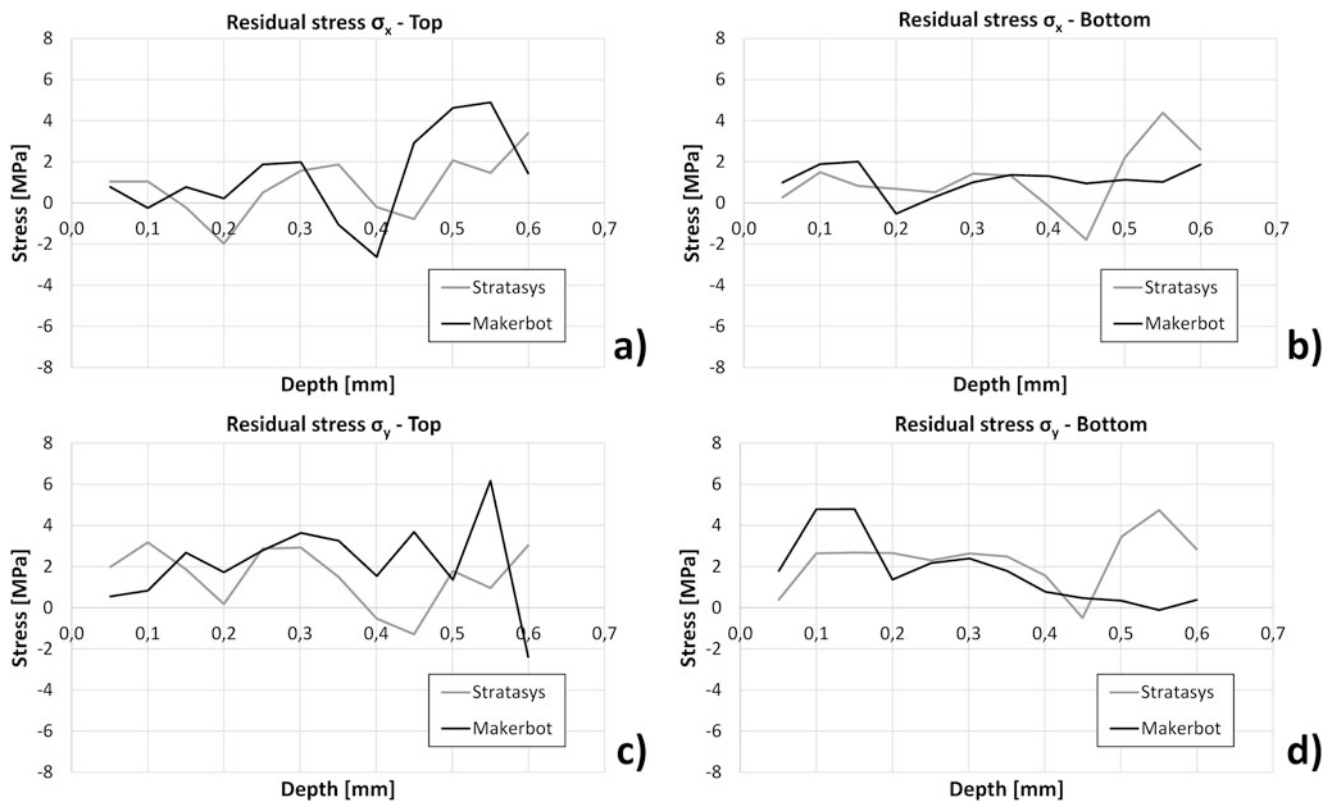 Residual stress σx - Top
8
6
4
2
0
-2
-4
-6
-8
Stress [MPa]
0,0 0,1 0,2 0,3 0,4 0,5 0,6 0,7
Stratasys
Makerbot
Depth [mm]
a)
Residual stress σx - Bottom
8
6
4
2
0
-2
-4
-6
-8
Stress [MPa]
0,0 0,1 0,2 0,3 0,4 0,5 0,6 0,7
Stratasys
Makerbot
Depth [mm]
b)
Residual stress σy - Top
8
6
4
2
0
-2
-4
-6
-8
Stress [MPa]
0,0 0,1 0,2 0,3 0,4 0,5 0,6 0,7
Stratasys
Makerbot
Depth [mm]
c)
Residual stress σy - Bottom
8
6
4
2
0
-2
-4
-6
-8
Stress [MPa]
0,0 0,1 0,2 0,3 0,4 0,5 0,6 0,7
Stratasys
Makerbot
Depth [mm]
d)